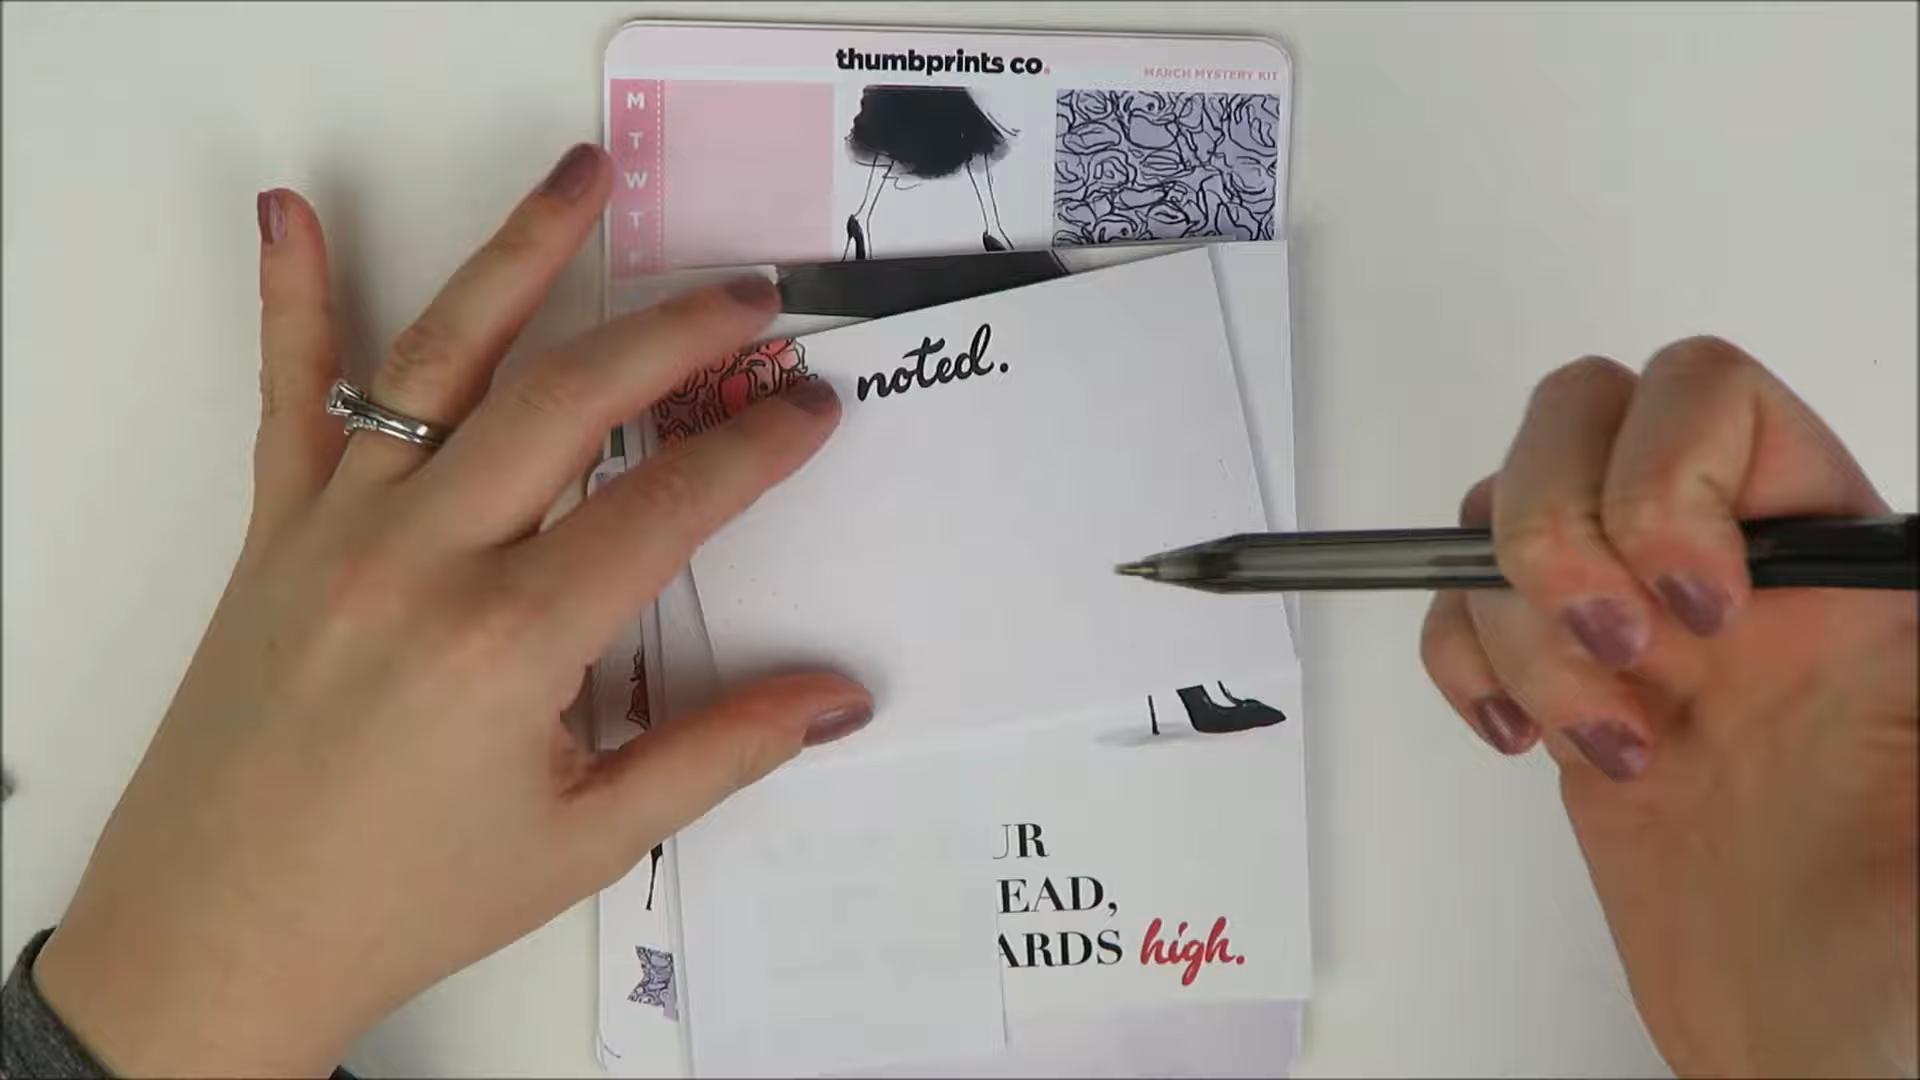 thumbprints co.
MARCH MYSTERY KIT
M
T
W
T
F
noted.
UR
EAD,
ARDS high.